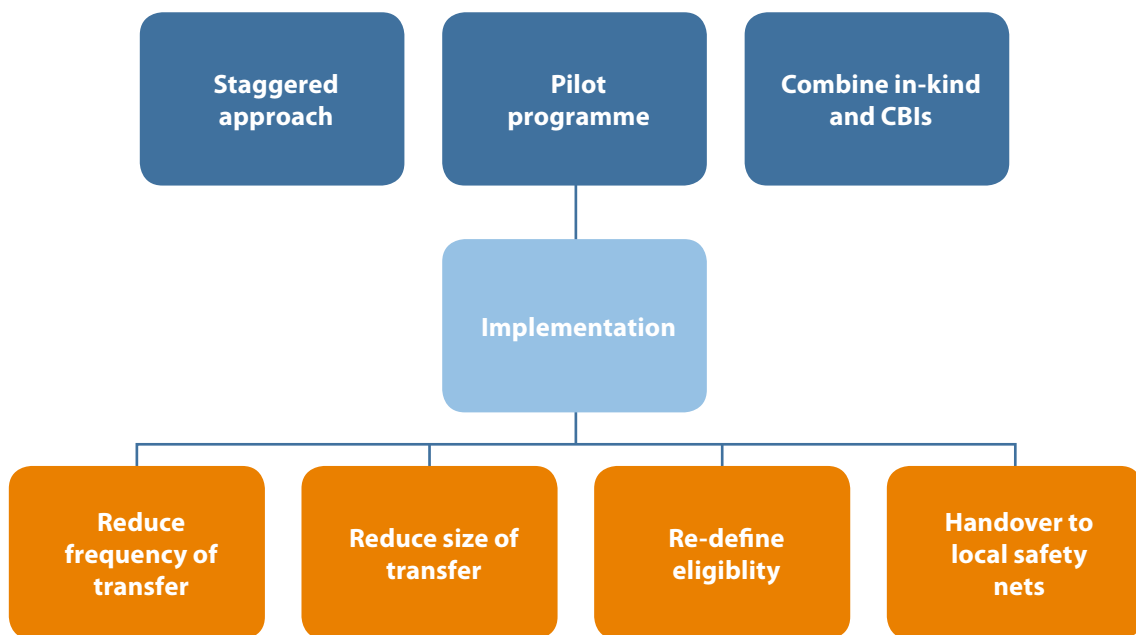 Staggered
approach
Pilot
programme
Combine in-kind
and CBIs
Implementation
Reduce
frequency of
transfer
Reduce size of
transfer
Re-define
eligiblity
Handover to
local safety
nets